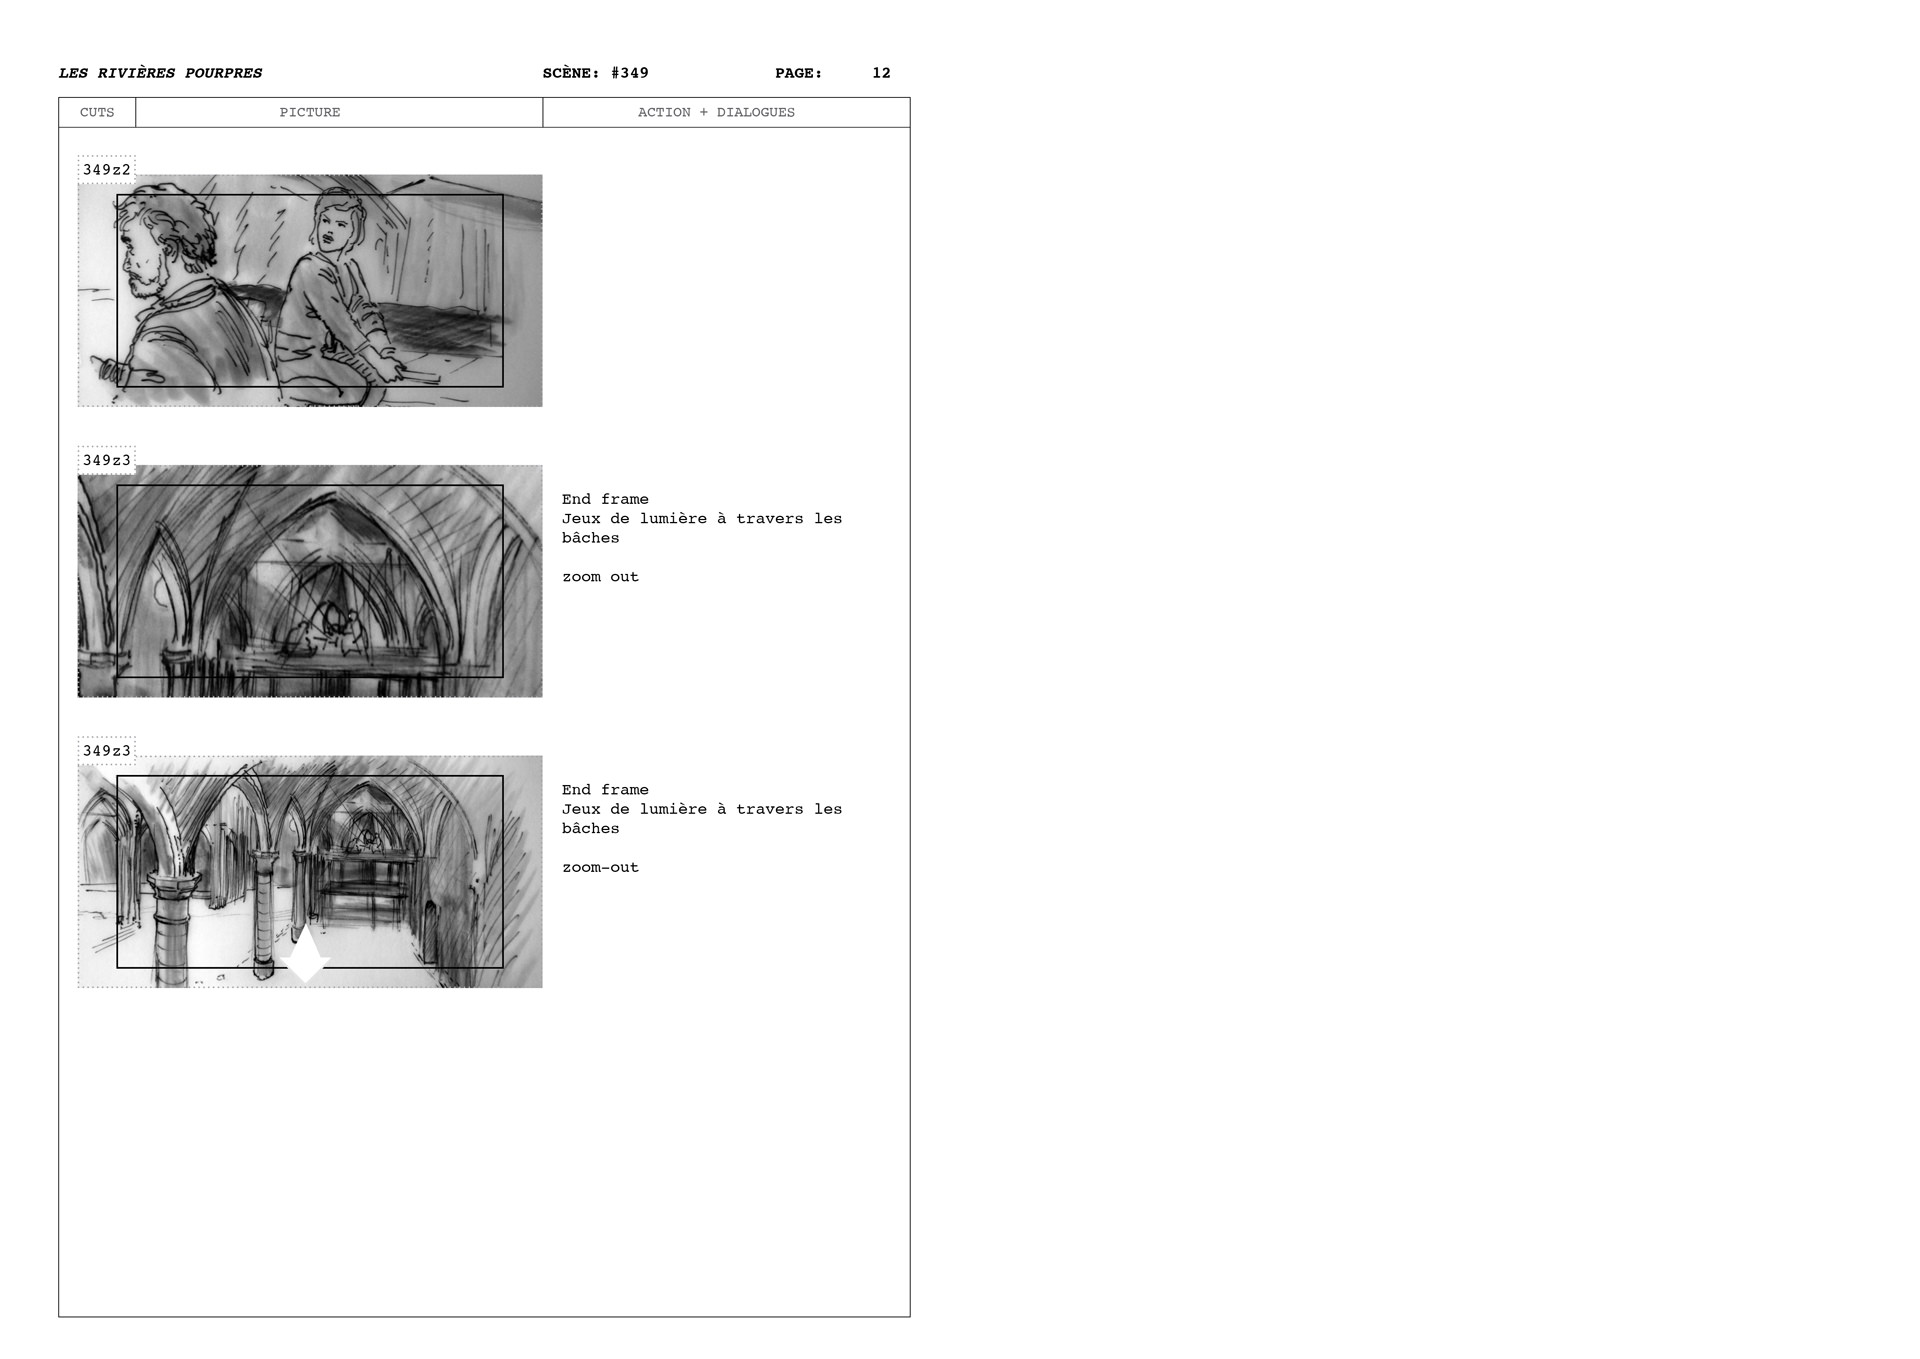 LES RIVIÈRES POURPRES SCÈNE: #349 PAGE: 12
CUTS PICTURE ACTION + DIALOGUES
349z2
349z3
End frame
Jeux de lumière à travers les
bâches
zoom out
349z3
End frame
Jeux de lumière à travers les
bâches
zoom-out